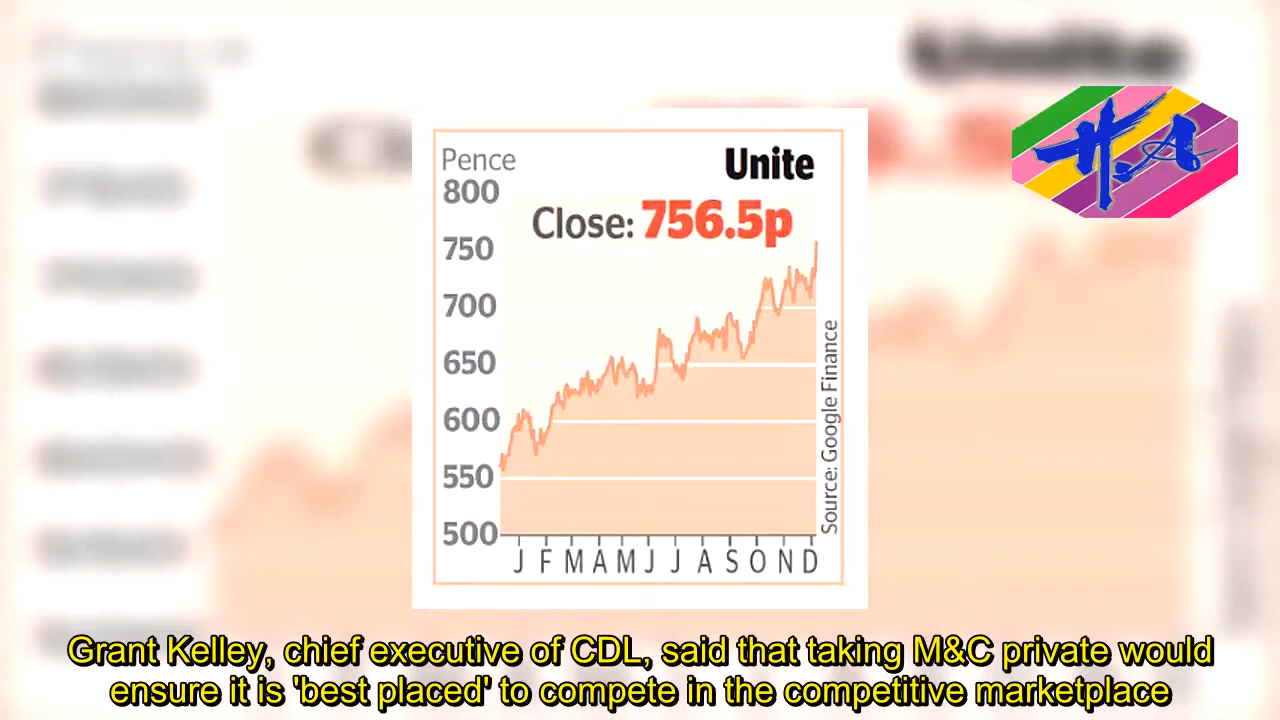 Pence
Unite
800
Close: 756.5p
750
700
650
600
550
500
J F M A M J J A S O N D
Source: Google Finance
H.A
Grant Kelley, chief executive of CDL, said that taking M&C private would
ensure it is 'best placed' to compete in the competitive marketplace